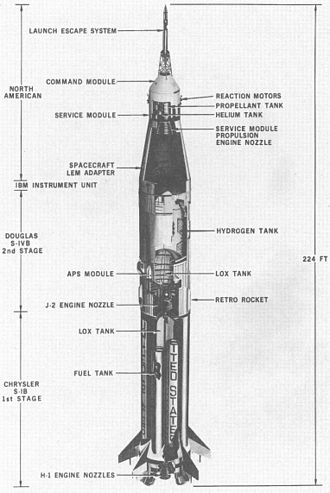 LAUNCH ESCAPE SYSTEM
NORTH
AMERICAN
COMMAND MODULE
REACTION MOTORS
PROPELLANT TANK
SERVICE MODULE
HELIUM TANK
SERVICE MODULE
PROPULSION
ENGINE NOZZLE
SPACECRAFT
LEM ADAPTER
IBM INSTRUMENT UNIT
HYDROGEN TANK
DOUGLAS
S-IVB
2nd STAGE
224 FT
APS MODULE
LOX TANK
RETRO ROCKET
J-2 ENGINE NOZZLE
LOX TANK
FUEL TANK
CHRYSLER
S-IB
1st STAGE
H-1 ENGINE NOZZLES
ITED STATE